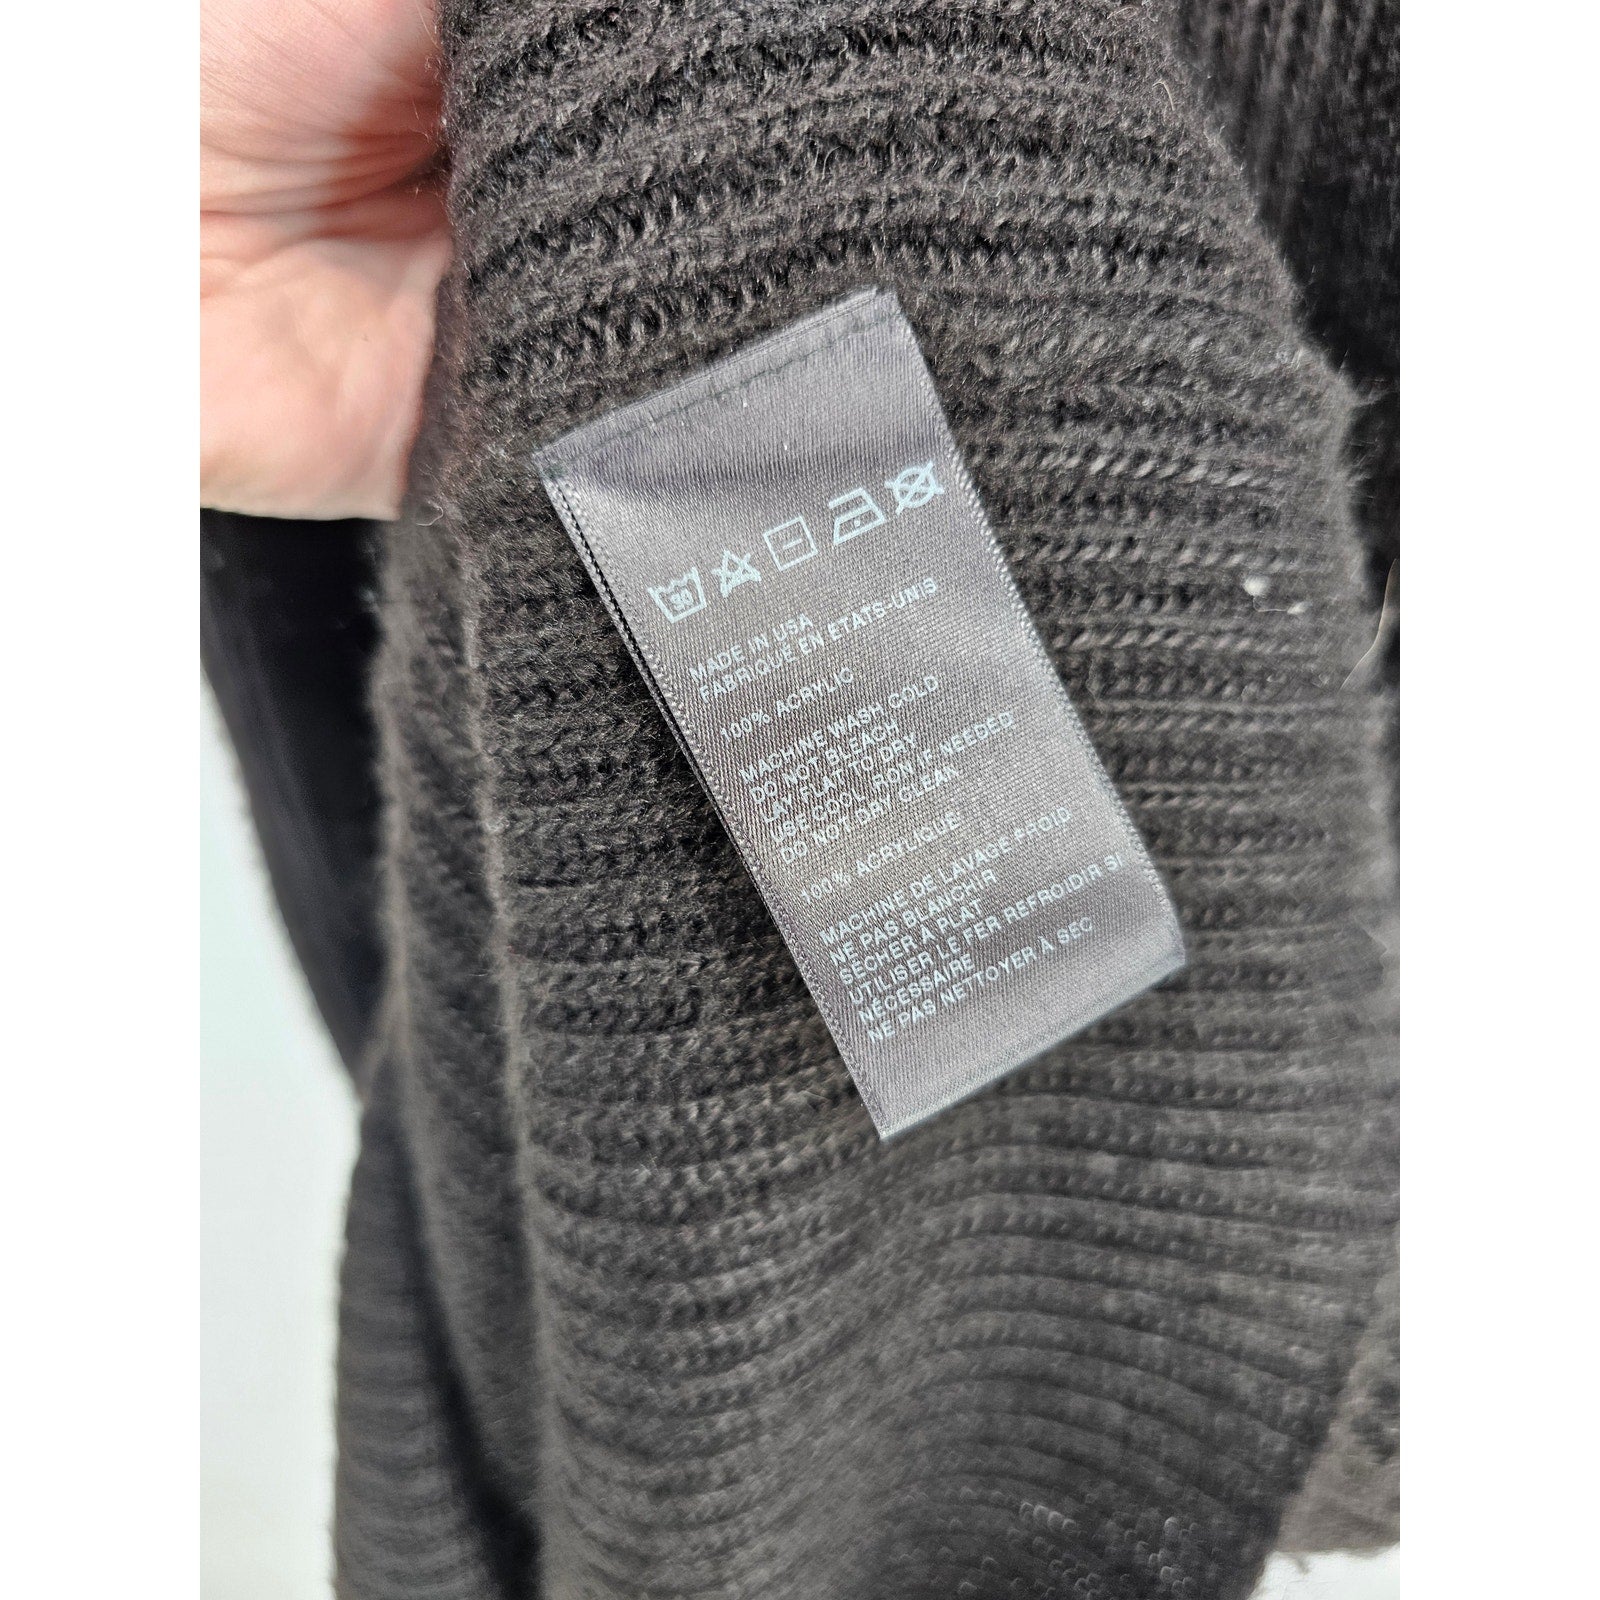 30
MADE IN USA
FABRIQUE EN ETATS-UNIS
100% ACRYLIC
MACHINE WASH COLD
DO NOT BLEACH
LAY FLAT TO DRY
USE COOL IRON IF NEEDED
DO NOT DRY CLEAN
100% ACRYLIQUE
MACHINE DE LAVAGE FROID
NE PAS BLANCHIR
SÉCHER À PLAT
UTILISER LE FER REFROIDIR SI
NÉCESSAIRE
NE PAS NETTOYER À SEC